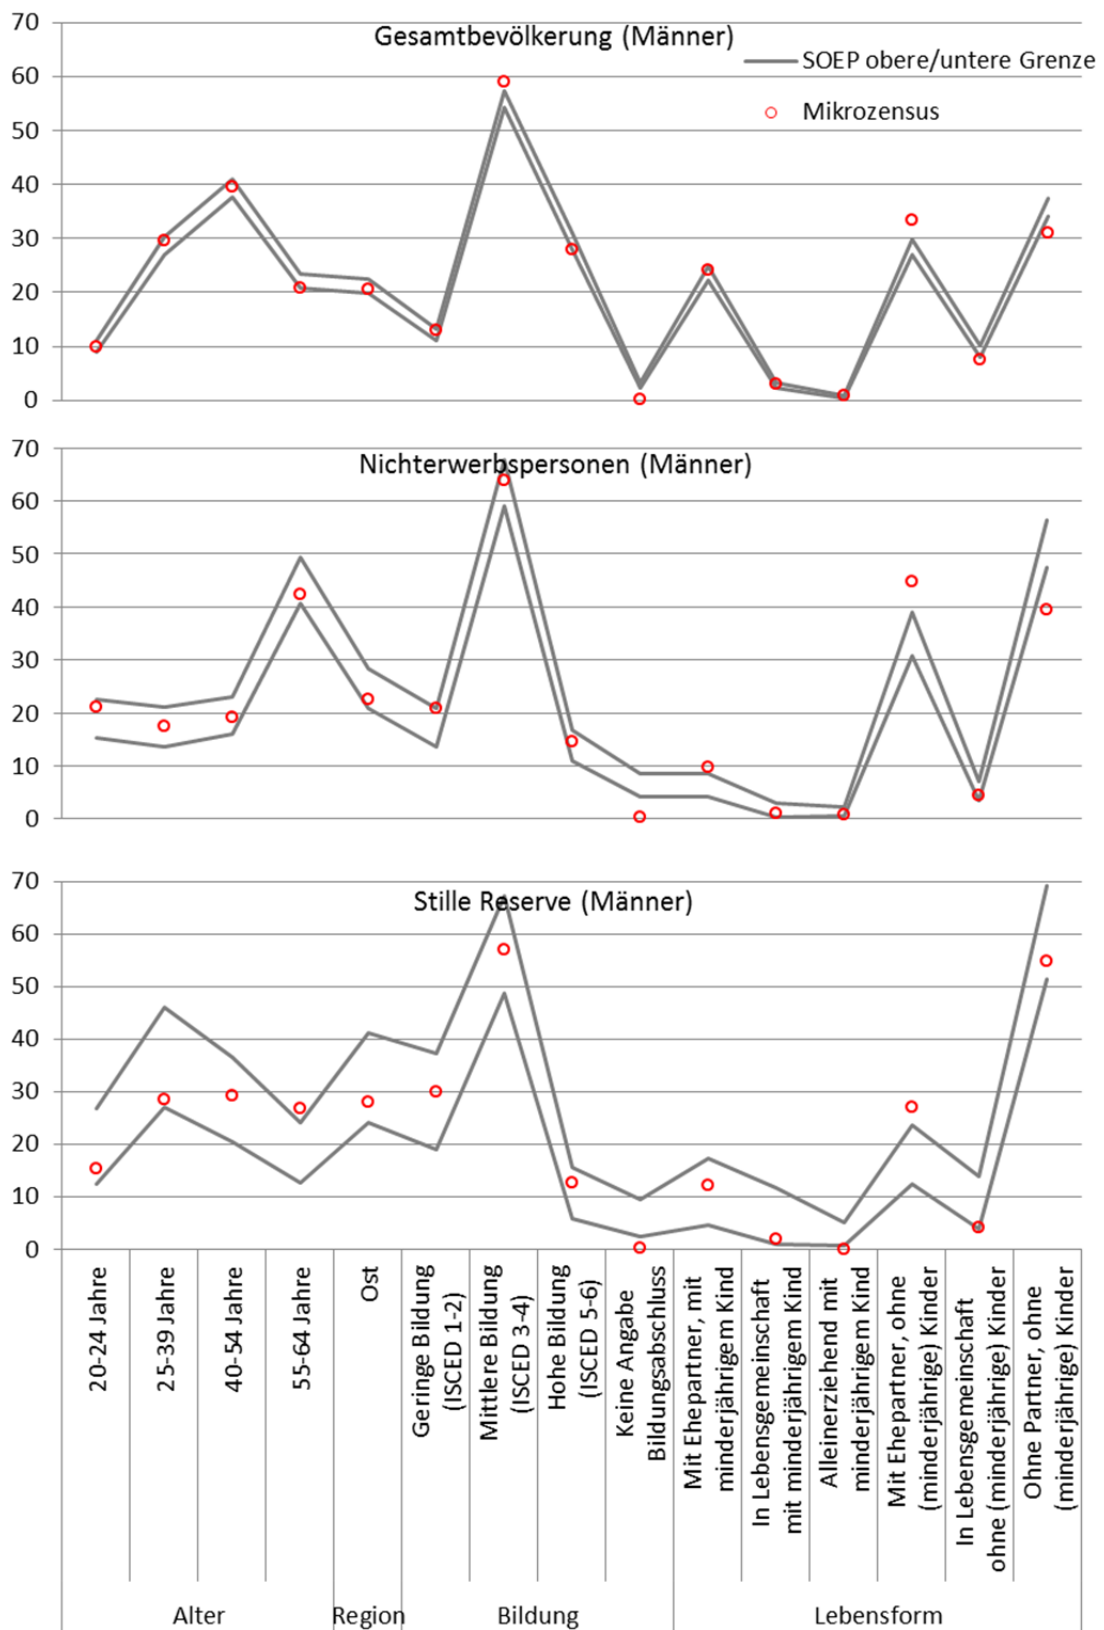 Gesamtbevölkerung (Männer)
SOEP obere/untere Grenze
Mikrozensus
70
60
50
40
30
20
10
0
Nichterwerbspersonen (Männer)
70
60
50
40
30
20
10
0
Stille Reserve (Männer)
70
60
50
40
30
20
10
0
20-24 Jahre
25-39 Jahre
40-54 Jahre
55-64 Jahre
Ost
Geringe Bildung
(ISCED 1-2)
Mittlere Bildung
(ISCED 3-4)
Hohe Bildung
(ISCED 5-6)
Keine Angabe
Bildungsabschluss
Mit Ehepartner, mit
minderjährigem Kind
In Lebensgemeinschaft
mit minderjährigem Kind
Alleinerziehend mit
minderjährigem Kind
Mit Ehepartner, ohne
(minderjährige) Kinder
In Lebensgemeinschaft
ohne (minderjährige) Kinder
Ohne Partner, ohne
(minderjährige) Kinder
Alter
Region
Bildung
Lebensform